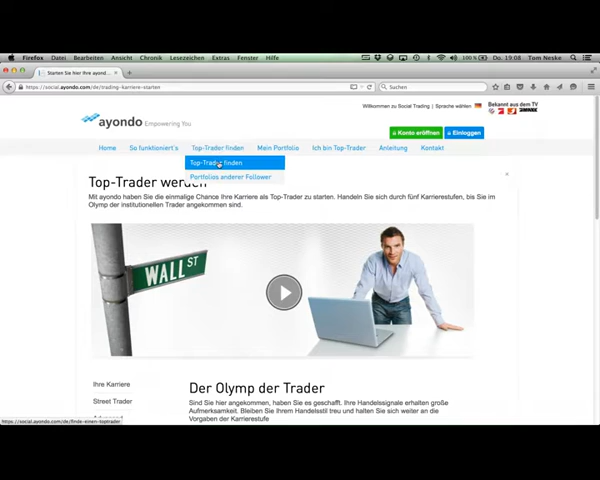 Firefox Datei Bearbeiten Ansicht Chronik Lesezeichen Extras Fenster Hilfe 100 % Do. 19:08 Tom Neske
Starten Sie hier Ihre ayond...
https://social.ayondo.com/de/trading-karriere-starten
Suchen
Willkommen zu Social Trading | Sprache wählen
Bekannt aus dem TV
ayondo Empowering You
Konto eröffnen Einloggen
Home So funktioniert's Top-Trader finden Mein Portfolio Ich bin Top-Trader Anleitung Kontakt
Top-Trader finden
Portfolios anderer Follower
Top-Trader werden
Mit ayondo haben Sie die einmalige Chance Ihre Karriere als Top-Trader zu starten. Handeln Sie sich durch fünf Karrierestufen, bis Sie im
Olymp der institutionellen Trader angekommen sind.
WALL ST
Ihre Karriere
Street Trader
Der Olymp der Trader
Sind Sie hier angekommen, haben Sie es geschafft. Ihre Handelssignale erhalten große
Aufmerksamkeit. Bleiben Sie Ihrem Handelsstil treu und halten Sie sich weiter an die
Vorgaben der Karrierestufe
https://social.ayondo.com/de/finde-einen-toptrader